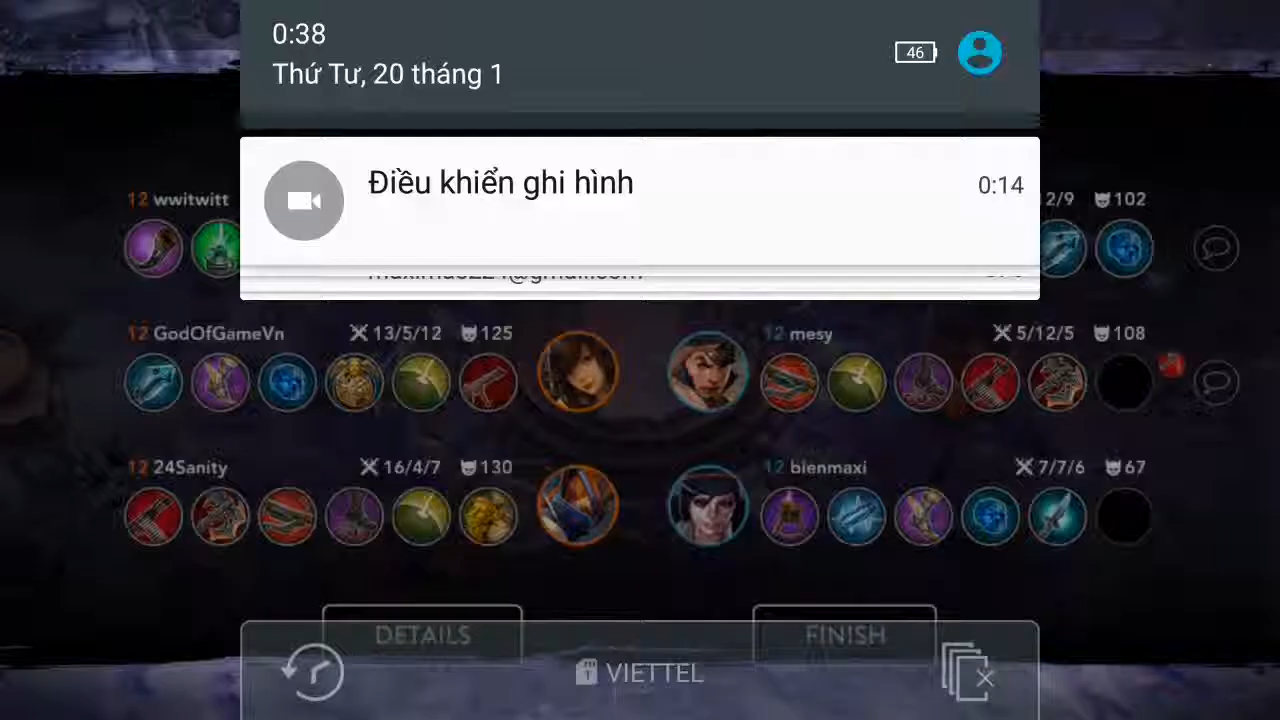 0:38
46
Thứ Tư, 20 tháng 1
Điều khiển ghi hình
0:14
12 wwitwitt
2/9 102
12 GodOfGameVn 13/5/12 125
12 mesy 5/12/5 108
12 24Sanity 16/4/7 130
12 bienmaxi 7/7/6 67
DETAILS
FINISH
VIETTEL